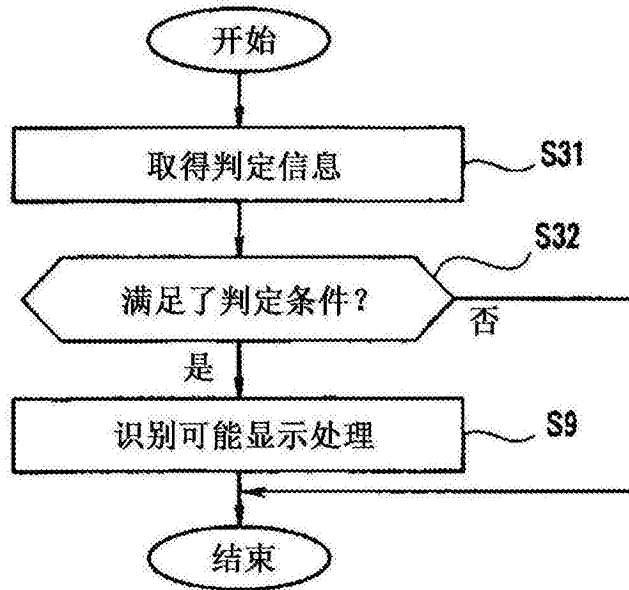 开始
取得判定信息
S31
S32
满足了判定条件？
否
是
识别可能显示处理
S9
结束